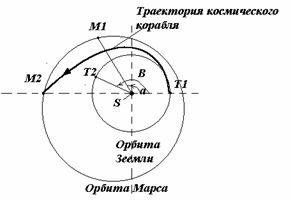 Траектория космического
корабля
M1
M2
T2
B
S
a
T1
Орбита
Земли
Орбита Марса